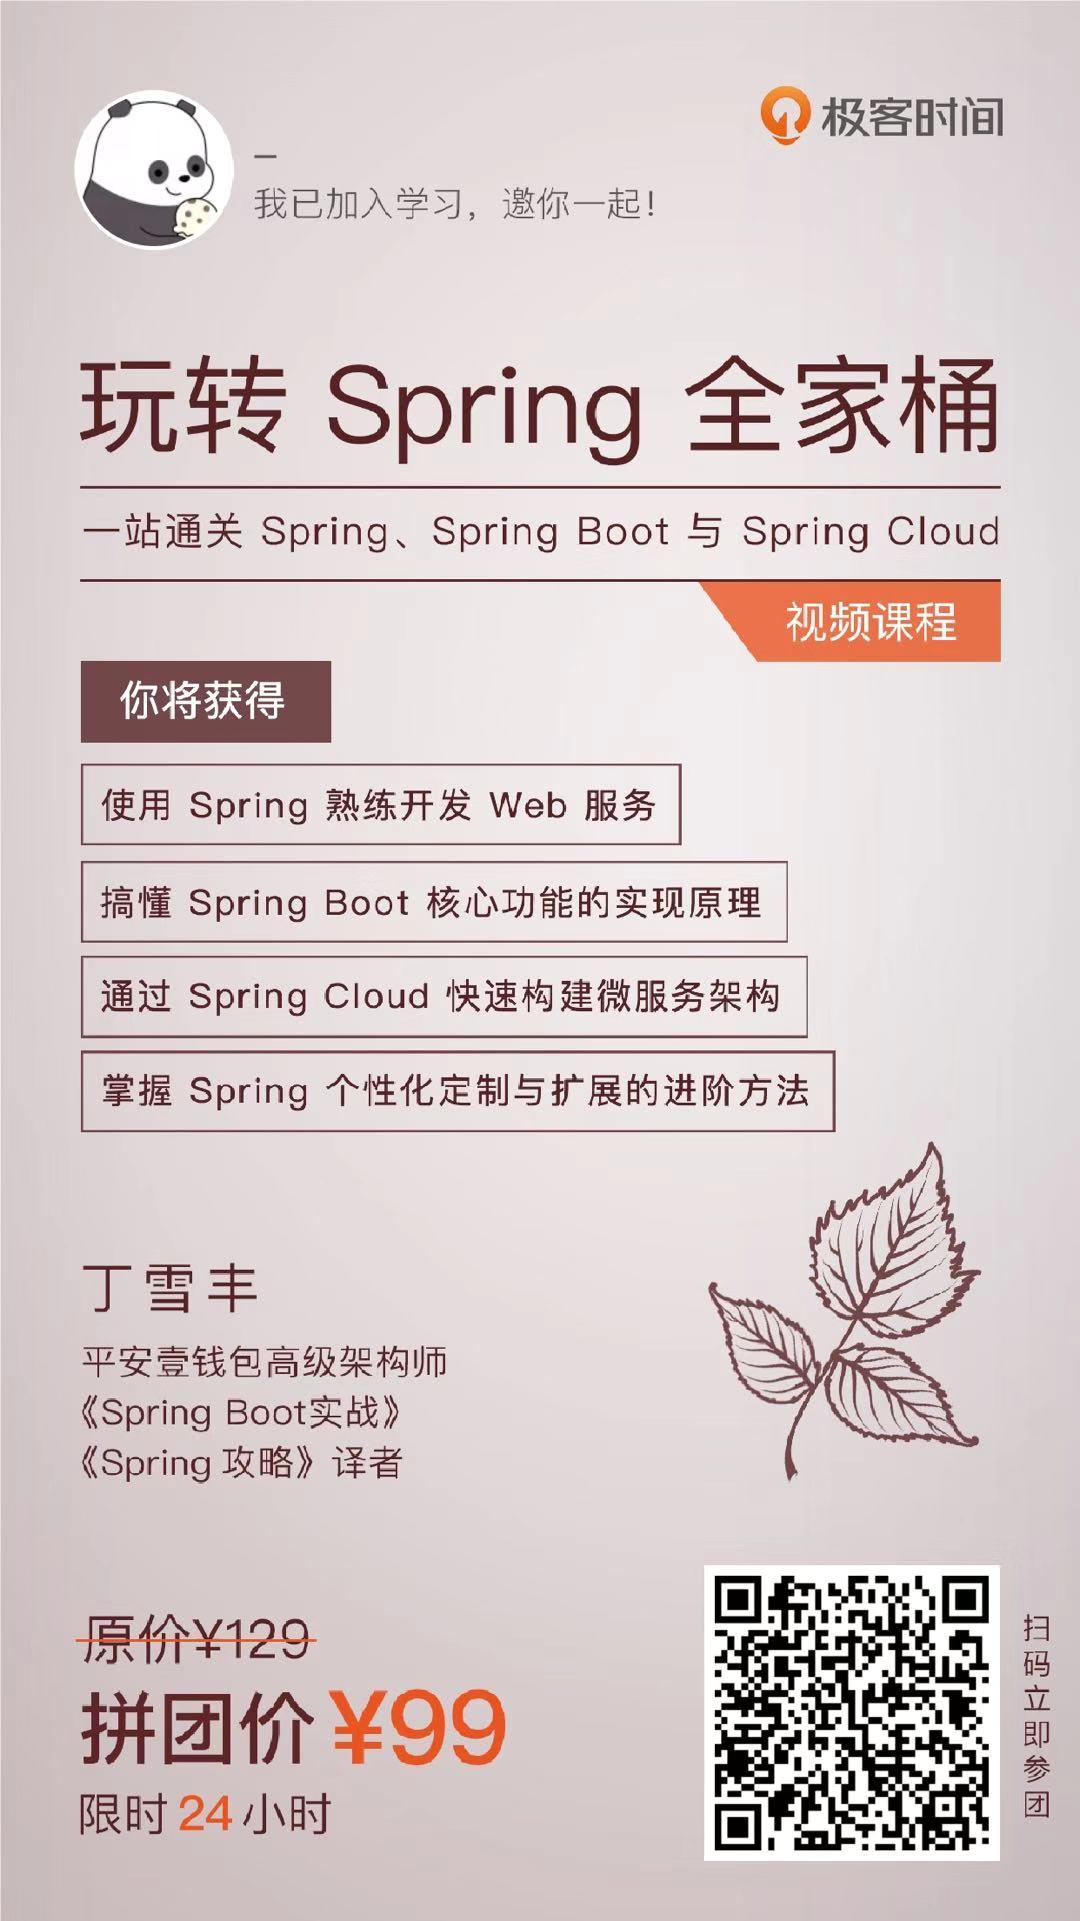 极客时间
—
我已加入学习，邀你一起！
玩转 Spring 全家桶
一站通关 Spring、Spring Boot 与 Spring Cloud
视频课程
你将获得
使用 Spring 熟练开发 Web 服务
搞懂 Spring Boot 核心功能的实现原理
通过 Spring Cloud 快速构建微服务架构
掌握 Spring 个性化定制与扩展的进阶方法
丁雪丰
平安壹钱包高级架构师
《Spring Boot实战》
《Spring 攻略》译者
原价¥129
拼团价 ¥99
限时 24 小时
扫码立即参团